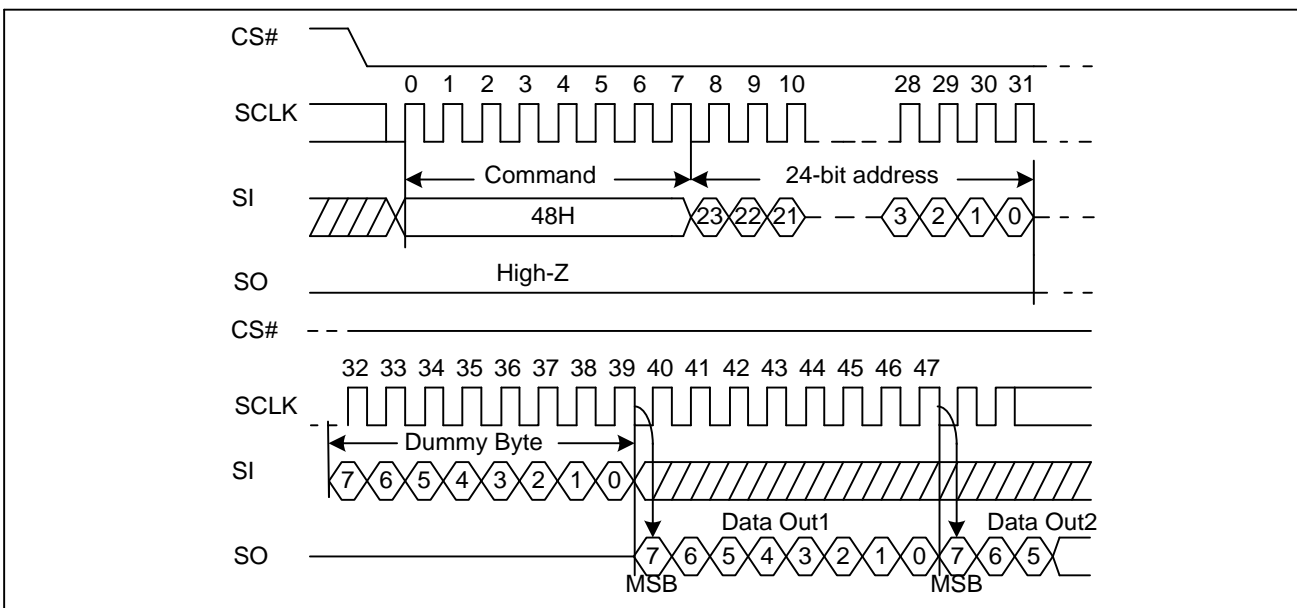 CS#
0 1 2 3 4 5 6 7 8 9 10 28 29 30 31
SCLK
Command 24-bit address
SI
48H 23 22 21 3 2 1 0
High-Z
SO
CS#
32 33 34 35 36 37 38 39 40 41 42 43 44 45 46 47
SCLK
Dummy Byte
SI
7 6 5 4 3 2 1 0
Data Out1 Data Out2
SO
7 6 5 4 3 2 1 0 7 6 5
MSB MSB